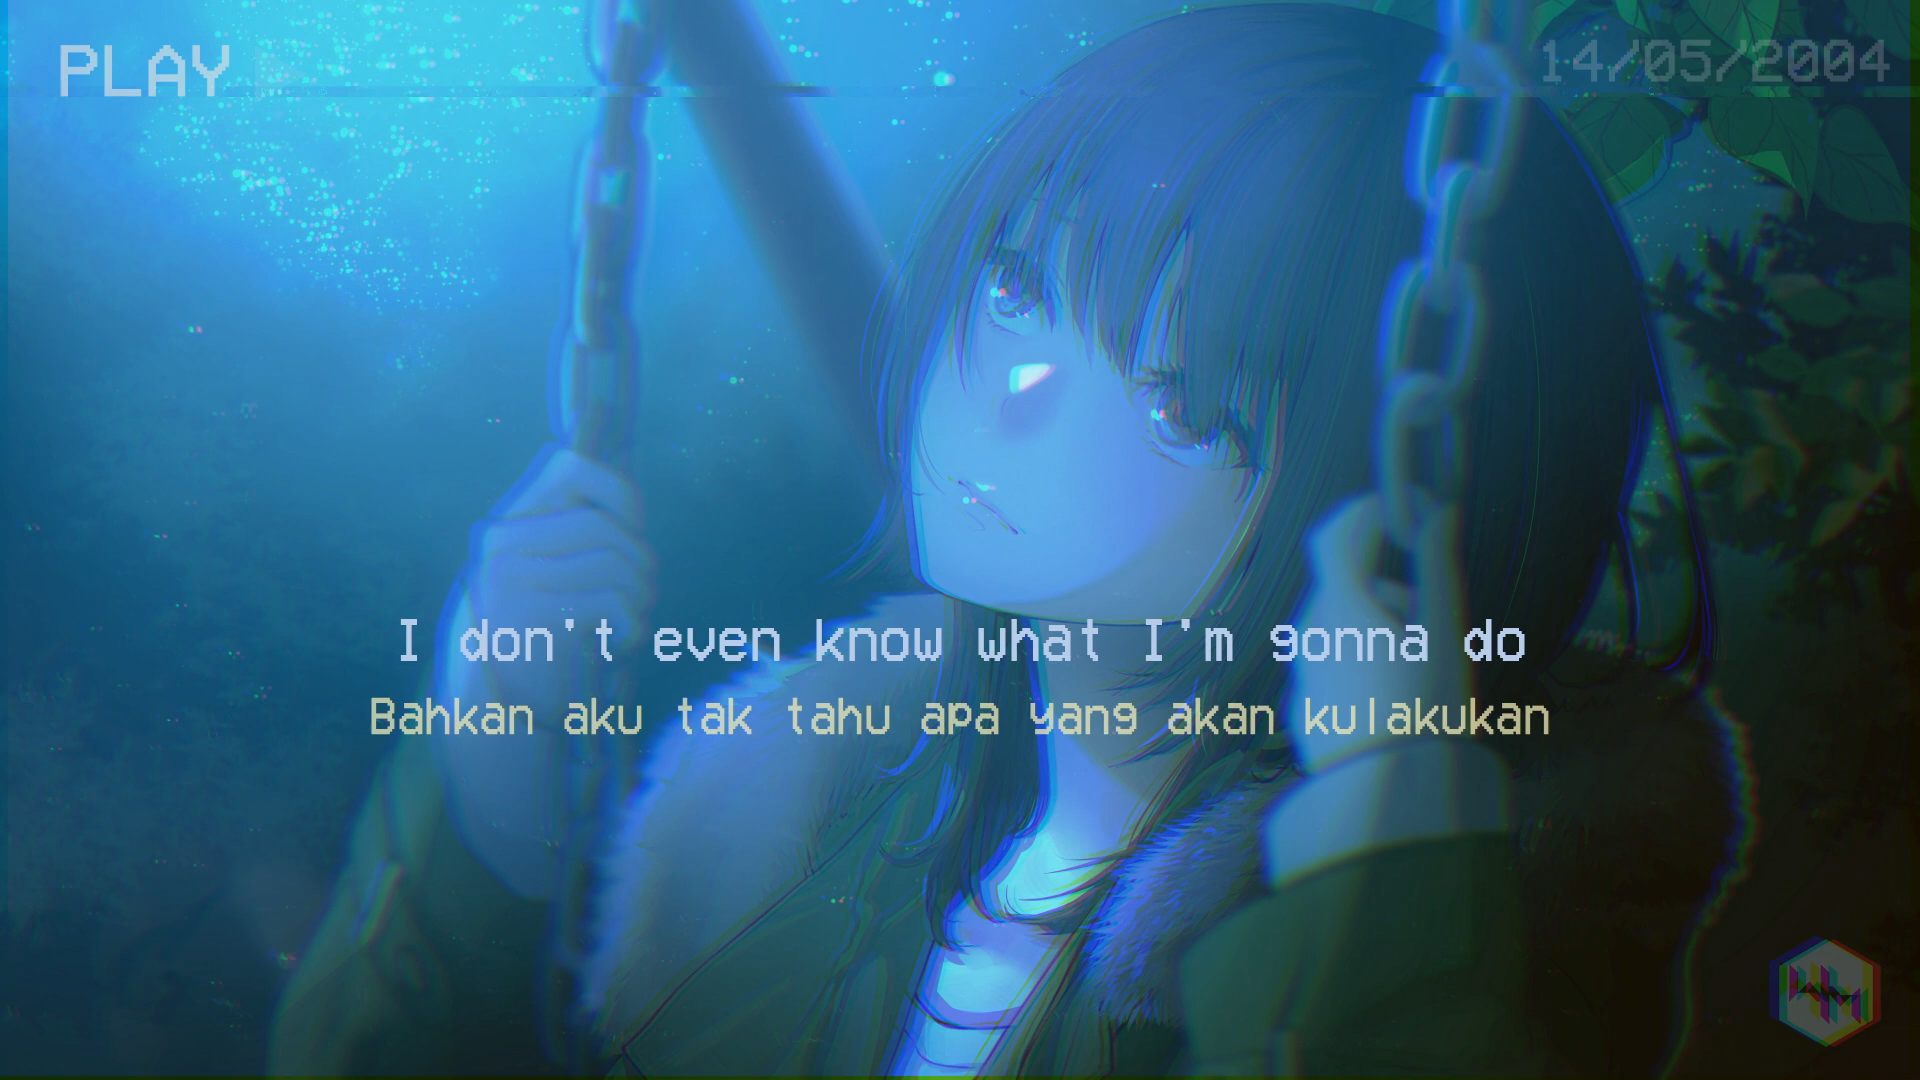 PLAY
14/05/2004
I don't even know what I'm gonna do
Bahkan aku tak tahu apa yang akan kulakukan